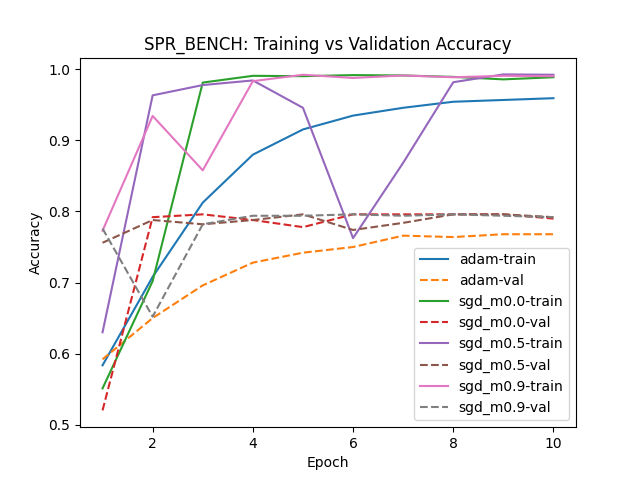 SPR_BENCH: Training vs Validation Accuracy
Accuracy
1.0
0.9
0.8
0.7
0.6
0.5
2
4
6
8
10
Epoch
adam-train
adam-val
sgd_m0.0-train
sgd_m0.0-val
sgd_m0.5-train
sgd_m0.5-val
sgd_m0.9-train
sgd_m0.9-val